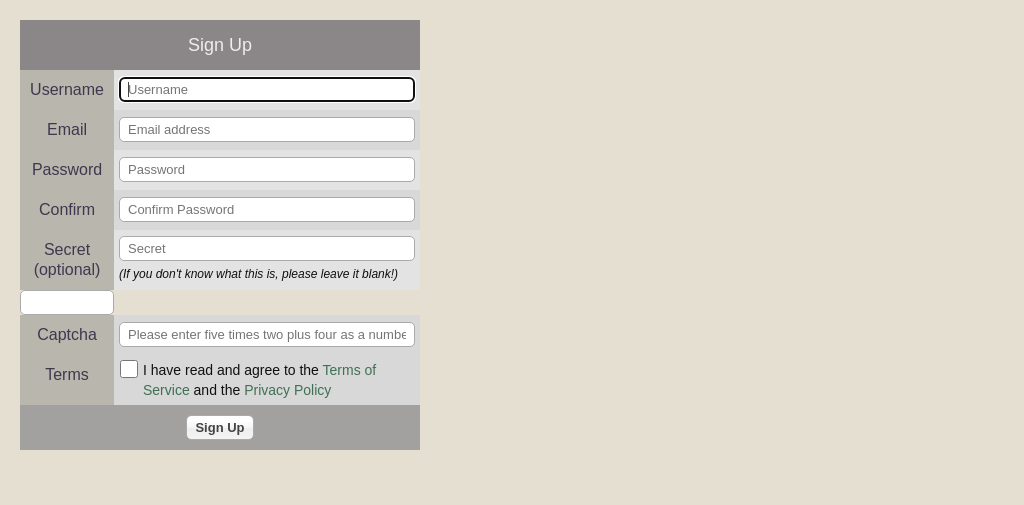 Sign Up
Username
Username
Email
Email address
Password
Password
Confirm
Confirm Password
Secret
(optional)
Secret
(If you don't know what this is, please leave it blank!)
Captcha
Please enter five times two plus four as a numbe
Terms
I have read and agree to the Terms of
Service and the Privacy Policy
Sign Up